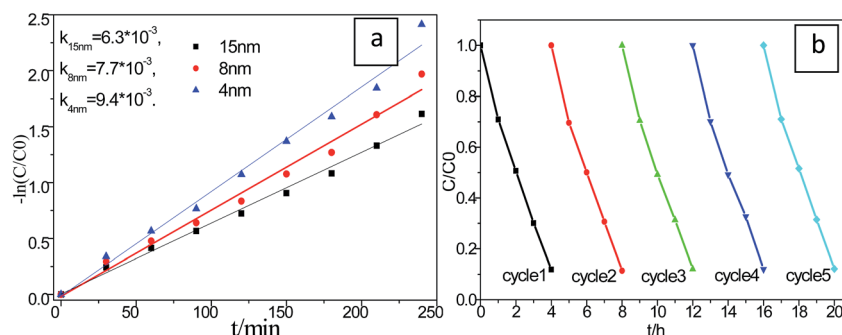 a
k15nm=6.3*10-3,
k8nm=7.7*10-3,
k4nm=9.4*10-3.
15nm
8nm
4nm
-2.5
2.0
1.5
1.0
0.5
0.0
-ln(C/C0)
0 50 100 150 200 250
t/min
b
1.0
0.8
0.6
0.4
0.2
0.0
C/C0
cycle1 cycle2 cycle3 cycle4 cycle5
0 2 4 6 8 10 12 14 16 18 20
t/h